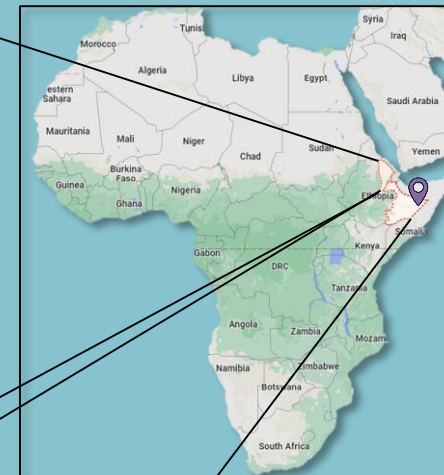 Syria
Tunis
Iraq
Morocco
Algeria
Libya
Egypt
estern
Sahara
Saudi Arabia
Mauritania
Mali
Niger
Chad
Sudan
Yemen
Burkina
Faso
Guinea
Nigeria
Ghana
Ethiopia
Somalia
Gabon
Kenya
DRC
Tanzania
Angola
Zambia
Mozam
Namibia
Zimbabwe
Botswana
South Africa